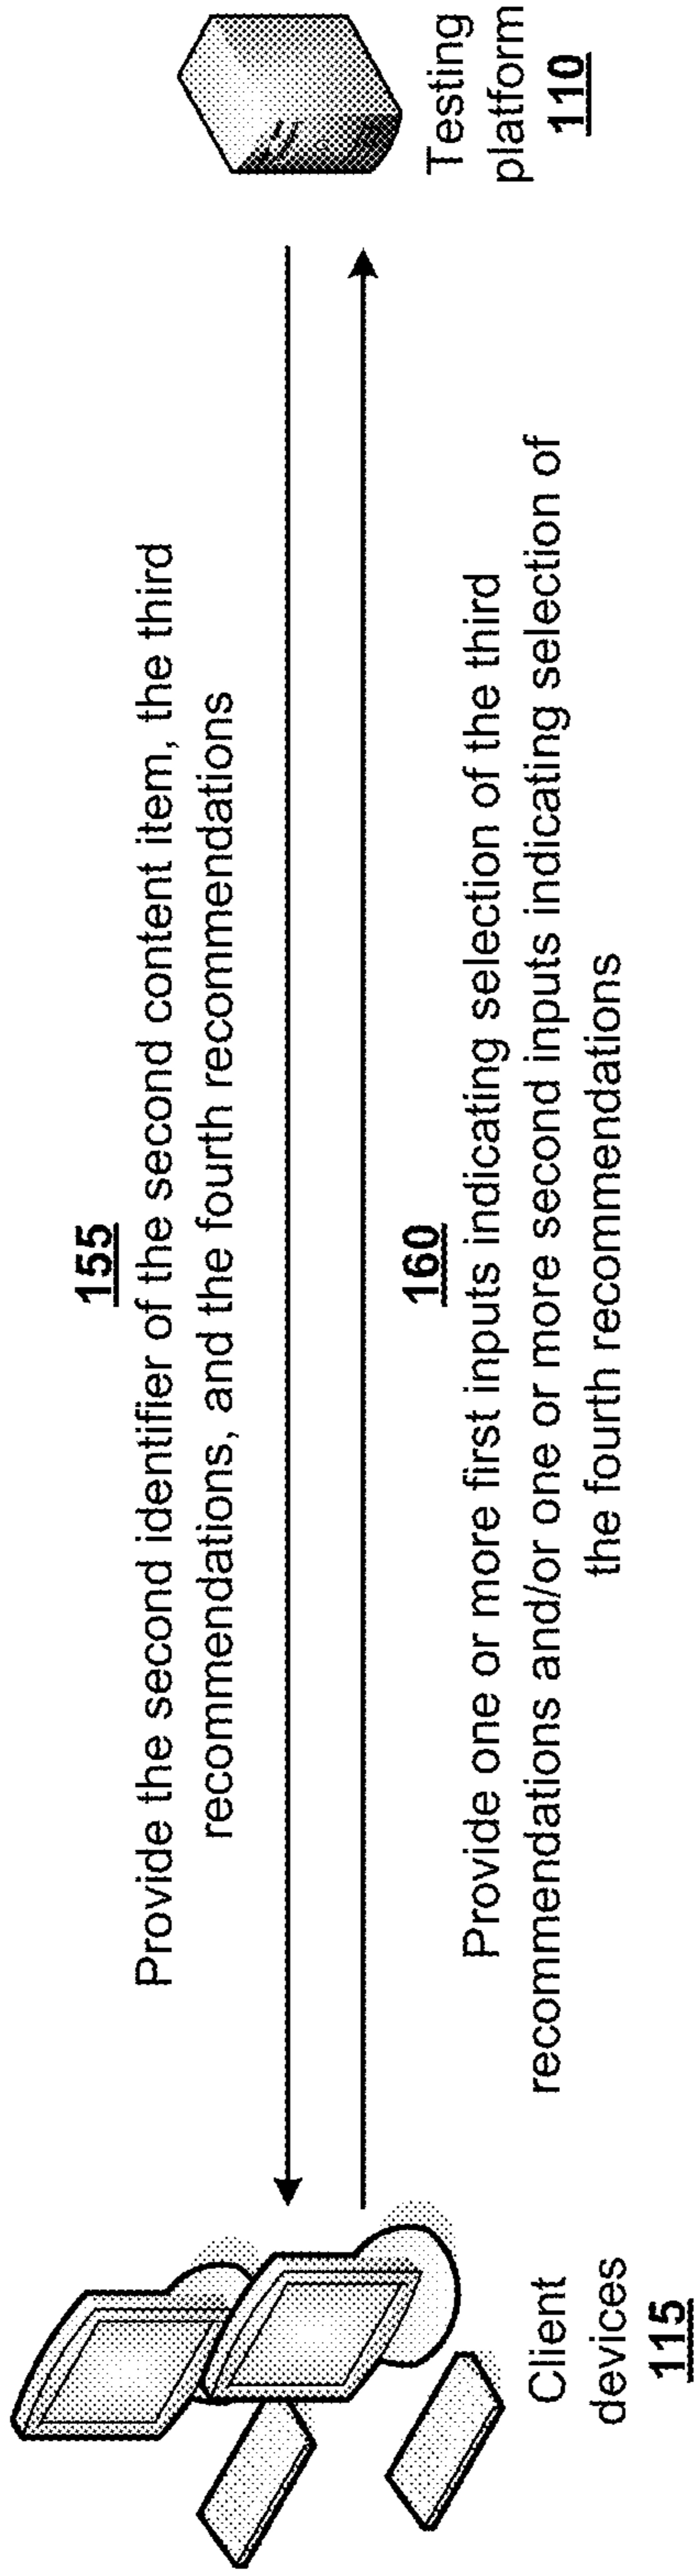 155
Provide the second identifier of the second content item, the third
recommendations, and the fourth recommendations
160
Provide one or more first inputs indicating selection of the third
recommendations and/or one or more second inputs indicating selection of
the fourth recommendations
Client
devices
115
Testing
platform
110